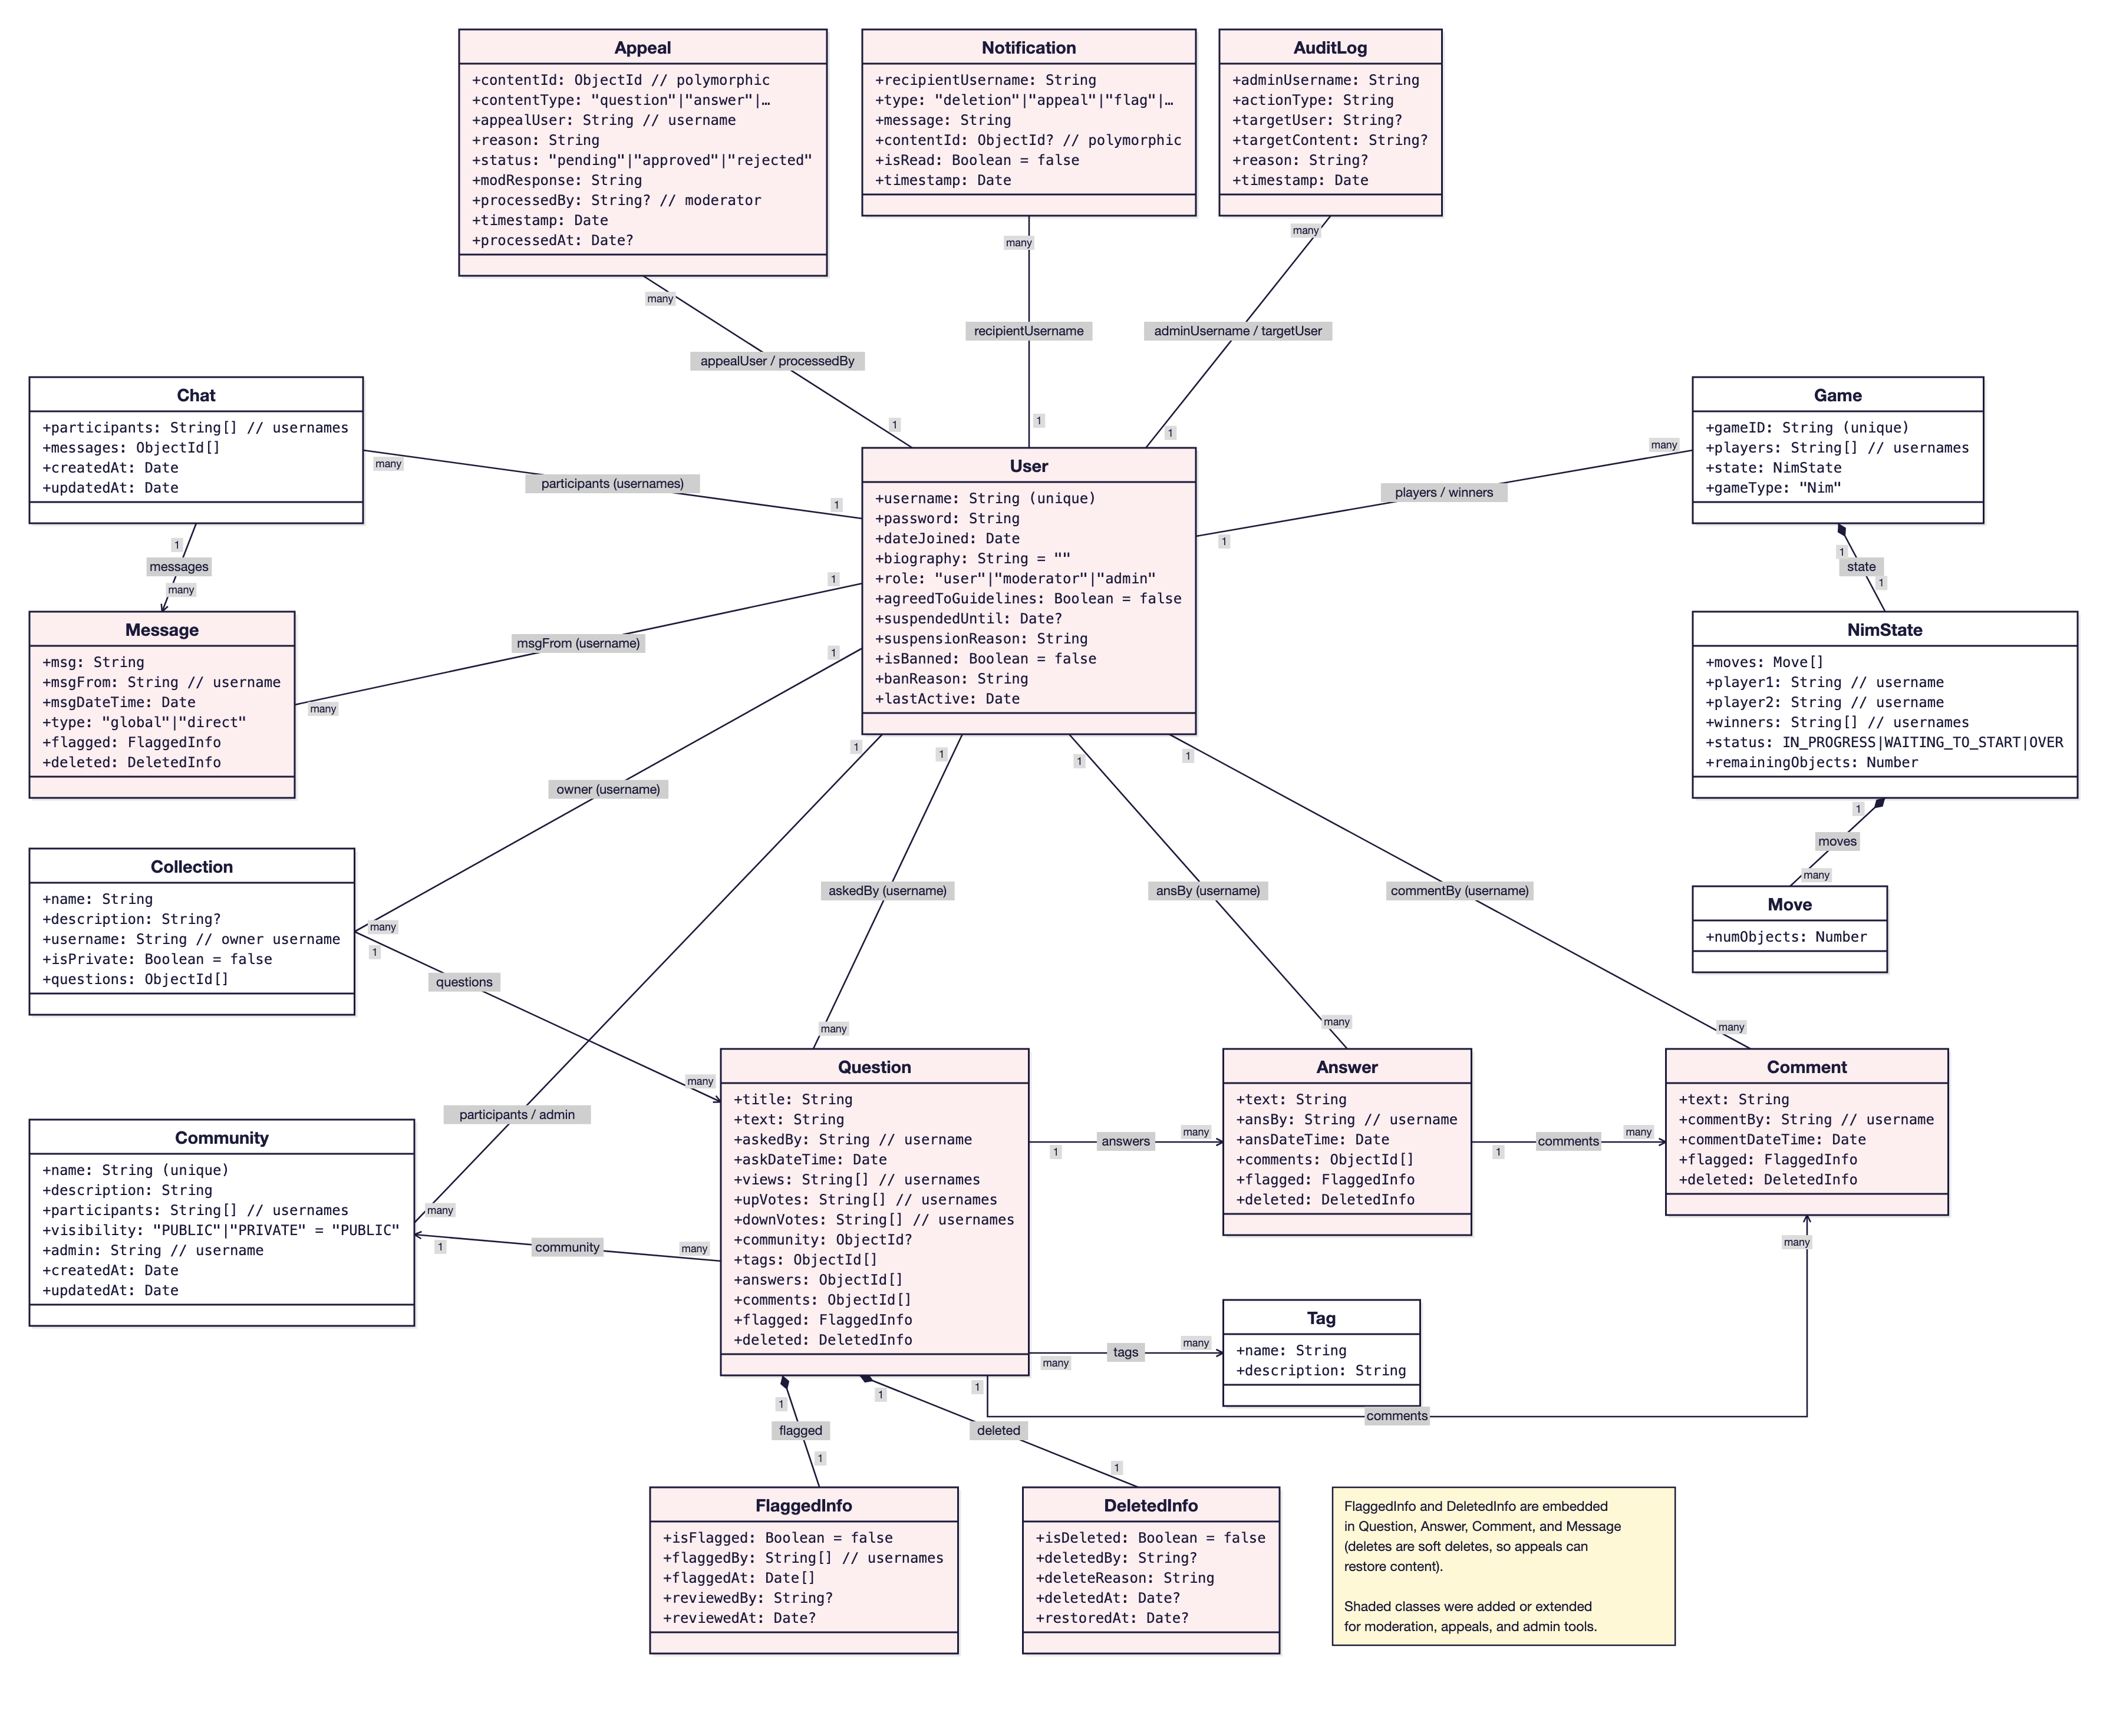 Appeal
+contentId: ObjectId // polymorphic
+contentType: "question"|"answer"|…
+appealUser: String // username
+reason: String
+status: "pending"|"approved"|"rejected"
+modResponse: String
+processedBy: String? // moderator
+timestamp: Date
+processedAt: Date?
Notification
+recipientUsername: String
+type: "deletion"|"appeal"|"flag"|…
+message: String
+contentId: ObjectId? // polymorphic
+isRead: Boolean = false
+timestamp: Date
AuditLog
+adminUsername: String
+actionType: String
+targetUser: String?
+targetContent: String?
+reason: String?
+timestamp: Date
many
appealUser / processedBy
1
many
recipientUsername
1
many
adminUsername / targetUser
1
Chat
+participants: String[] // usernames
+messages: ObjectId[]
+createdAt: Date
+updatedAt: Date
many
participants (usernames)
1
User
+username: String (unique)
+password: String
+dateJoined: Date
+biography: String = ""
+role: "user"|"moderator"|"admin"
+agreedToGuidelines: Boolean = false
+suspendedUntil: Date?
+suspensionReason: String
+isBanned: Boolean = false
+banReason: String
+lastActive: Date
1
players / winners
many
Game
+gameID: String (unique)
+players: String[] // usernames
+state: NimState
+gameType: "Nim"
1
state
1
1
messages
many
Message
+msg: String
+msgFrom: String // username
+msgDateTime: Date
+type: "global"|"direct"
+flagged: FlaggedInfo
+deleted: DeletedInfo
many
msgFrom (username)
1
NimState
+moves: Move[]
+player1: String // username
+player2: String // username
+winners: String[] // usernames
+status: IN_PROGRESS|WAITING_TO_START|OVER
+remainingObjects: Number
1
moves
many
Move
+numObjects: Number
1
owner (username)
many
Collection
+name: String
+description: String?
+username: String // owner username
+isPrivate: Boolean = false
+questions: ObjectId[]
1
questions
many
1
participants / admin
many
1
askedBy (username)
many
1
ansBy (username)
many
1
commentBy (username)
many
Community
+name: String (unique)
+description: String
+participants: String[] // usernames
+visibility: "PUBLIC"|"PRIVATE" = "PUBLIC"
+admin: String // username
+createdAt: Date
+updatedAt: Date
1
community
many
Question
+title: String
+text: String
+askedBy: String // username
+askDateTime: Date
+views: String[] // usernames
+upVotes: String[] // usernames
+downVotes: String[] // usernames
+community: ObjectId?
+tags: ObjectId[]
+answers: ObjectId[]
+comments: ObjectId[]
+flagged: FlaggedInfo
+deleted: DeletedInfo
1
answers
many
Answer
+text: String
+ansBy: String // username
+ansDateTime: Date
+comments: ObjectId[]
+flagged: FlaggedInfo
+deleted: DeletedInfo
1
comments
many
Comment
+text: String
+commentBy: String // username
+commentDateTime: Date
+flagged: FlaggedInfo
+deleted: DeletedInfo
many
tags
many
Tag
+name: String
+description: String
1
comments
many
1
flagged
1
1
deleted
1
FlaggedInfo
+isFlagged: Boolean = false
+flaggedBy: String[] // usernames
+flaggedAt: Date[]
+reviewedBy: String?
+reviewedAt: Date?
DeletedInfo
+isDeleted: Boolean = false
+deletedBy: String?
+deleteReason: String
+deletedAt: Date?
+restoredAt: Date?
FlaggedInfo and DeletedInfo are embedded
in Question, Answer, Comment, and Message
(deletes are soft deletes, so appeals can
restore content).
Shaded classes were added or extended
for moderation, appeals, and admin tools.